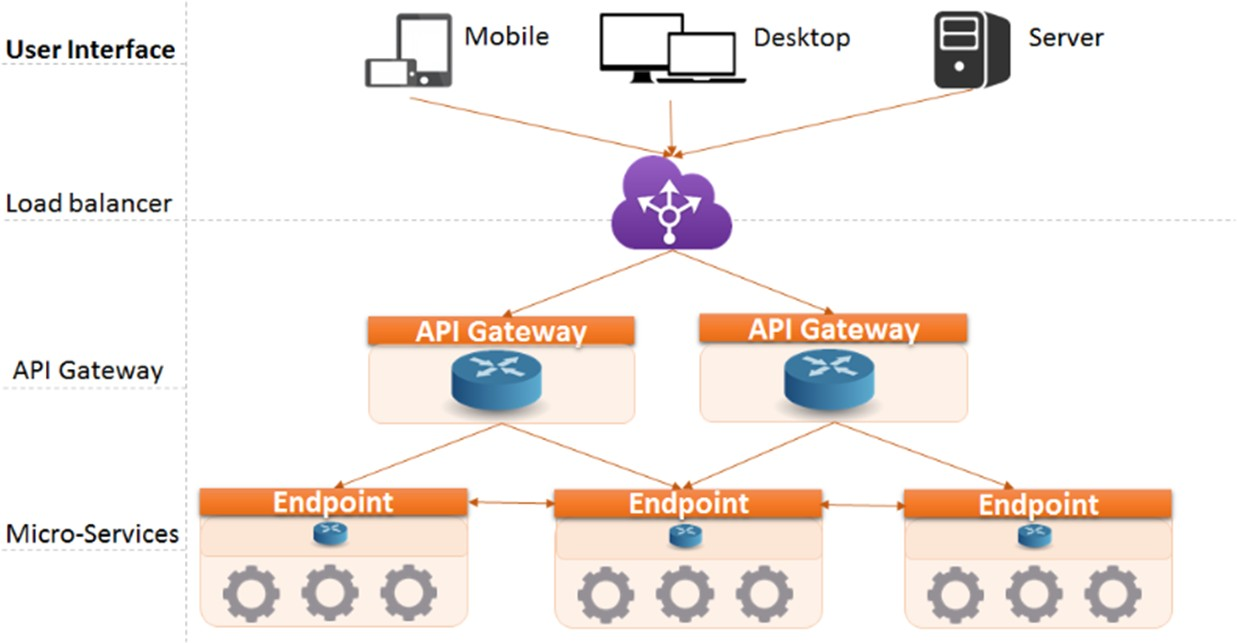 User Interface
Mobile
Desktop
Server
Load balancer
API Gateway
API Gateway
API Gateway
Endpoint
Endpoint
Endpoint
Micro-Services